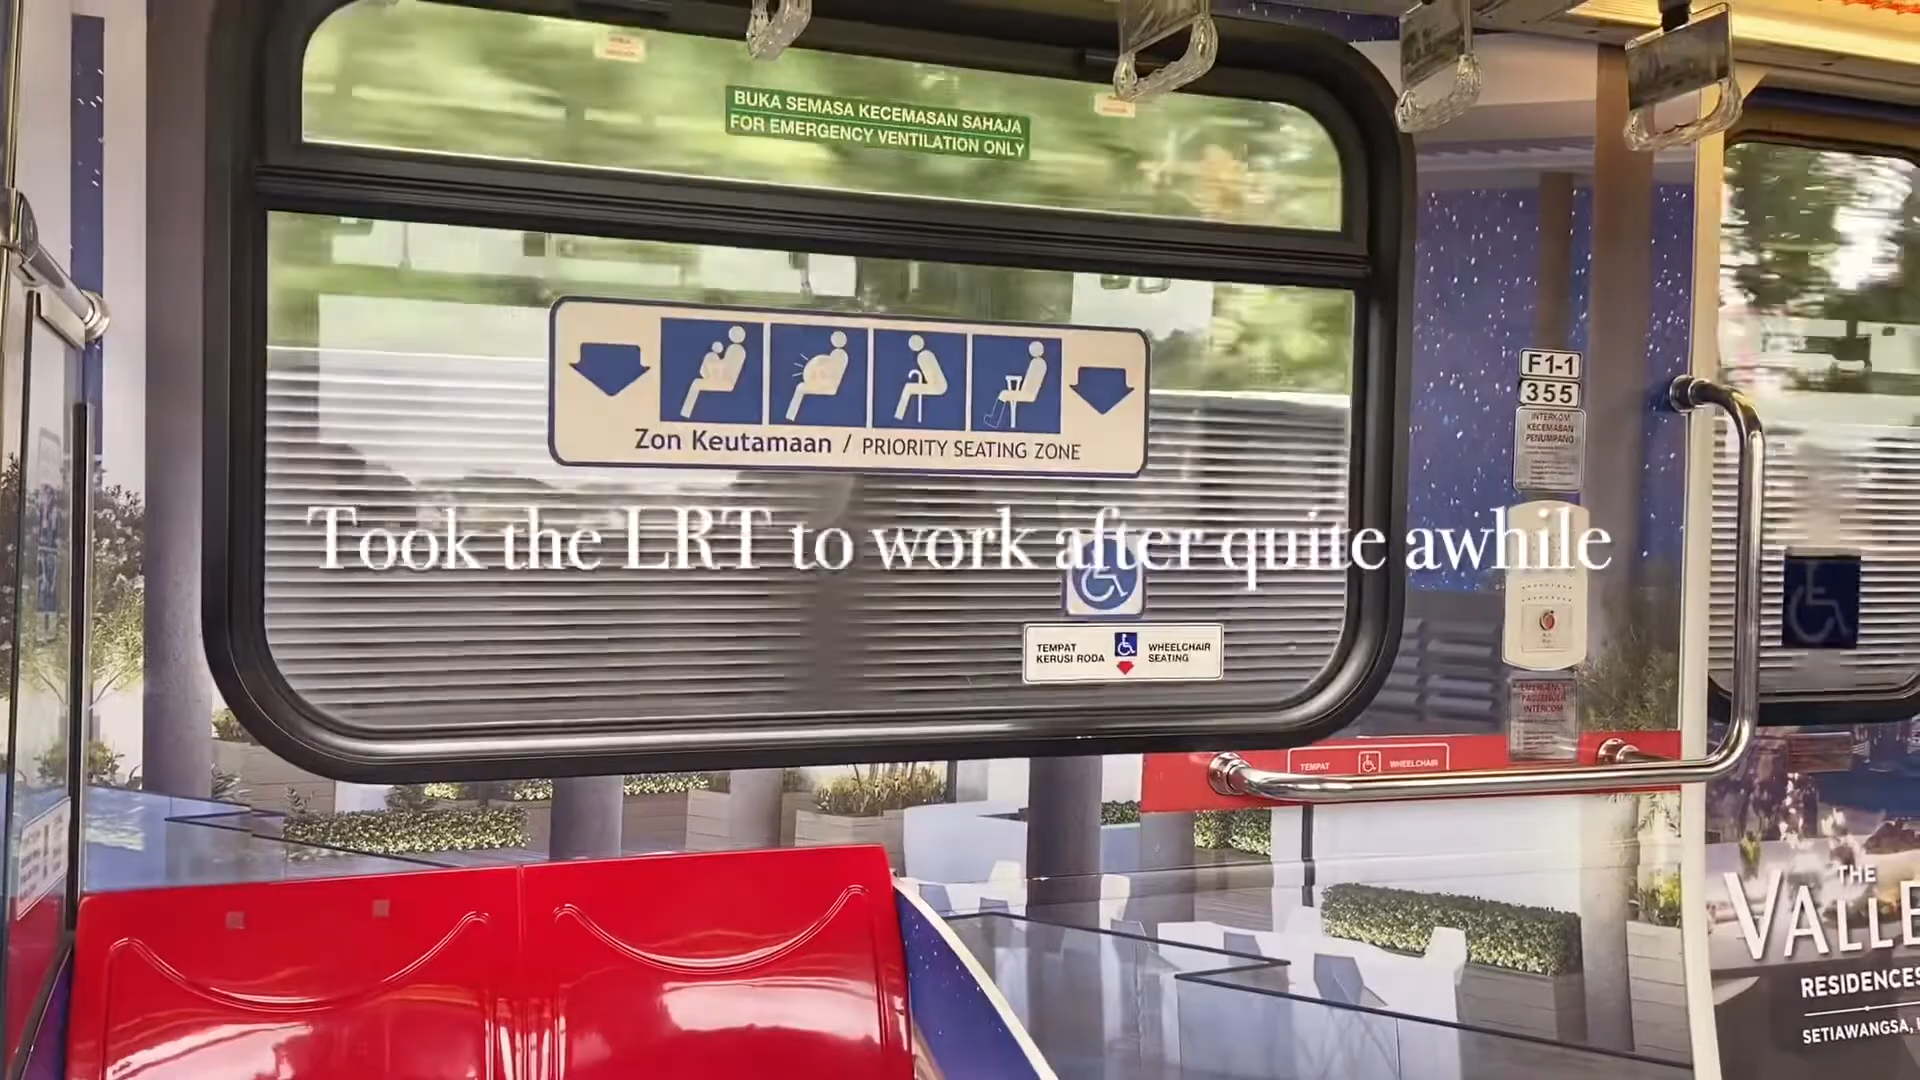 BUKA SEMASA KECEMASAN SAHAJA
FOR EMERGENCY VENTILATION ONLY
Zon Keutamaan / PRIORITY SEATING ZONE
F1-1
355
INTERKOM
KECEMASAN
PENUMPANG
Took the LRT to work after quite awhile
TEMPAT
KERUSI RODA
WHEELCHAIR
SEATING
EMERGENCY
PASSENGER
INTERCOM
TEMPAT
WHEELCHAIR
THE
VALLE
RESIDENCES
SETIAWANGSA,